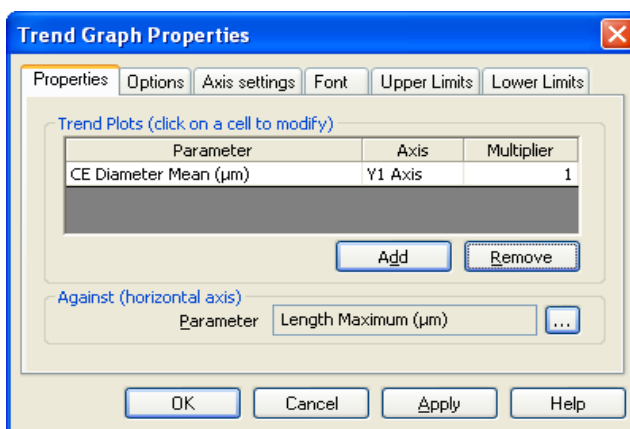 Trend Graph Properties
Properties Options Axis settings Font Upper Limits Lower Limits
Trend Plots (click on a cell to modify)
Parameter Axis Multiplier
CE Diameter Mean (μm) Y1 Axis 1
Add Remove
Against (horizontal axis)
Parameter Length Maximum (μm) ...
OK Cancel Apply Help